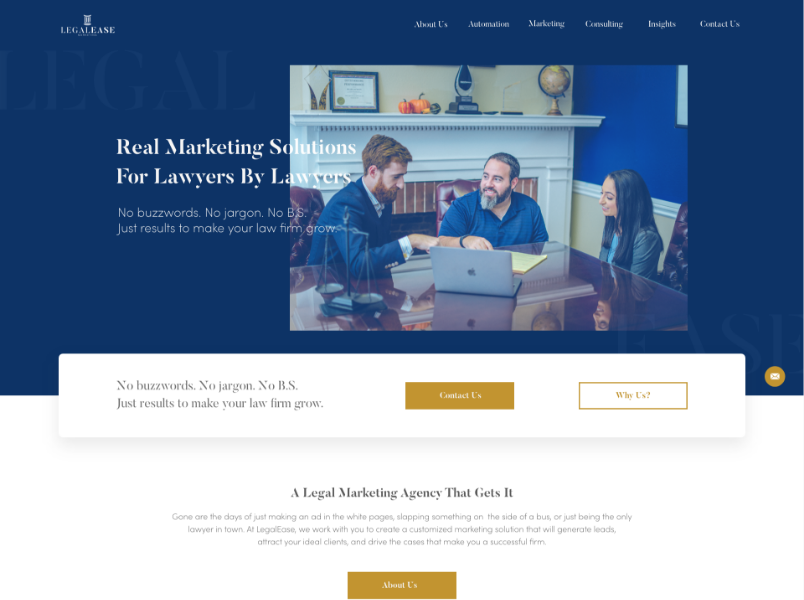 LEGALEASE
About Us
Automation
Marketing
Consulting
Insights
Contact Us
LEGAL
Real Marketing Solutions
For Lawyers By Lawyers
No buzzwords. No jargon. No B.S.
Just results to make your law firm grow.
EASE
No buzzwords. No jargon. No B.S.
Just results to make your law firm grow.
Contact Us
Why Us?
A Legal Marketing Agency That Gets It
Gone are the days of just making an ad in the white pages, slapping something on the side of a bus, or just being the only
lawyer in town. At LegalEase, we work with you to create a customized marketing solution that will generate leads,
attract your ideal clients, and drive the cases that make you a successful firm.
About Us